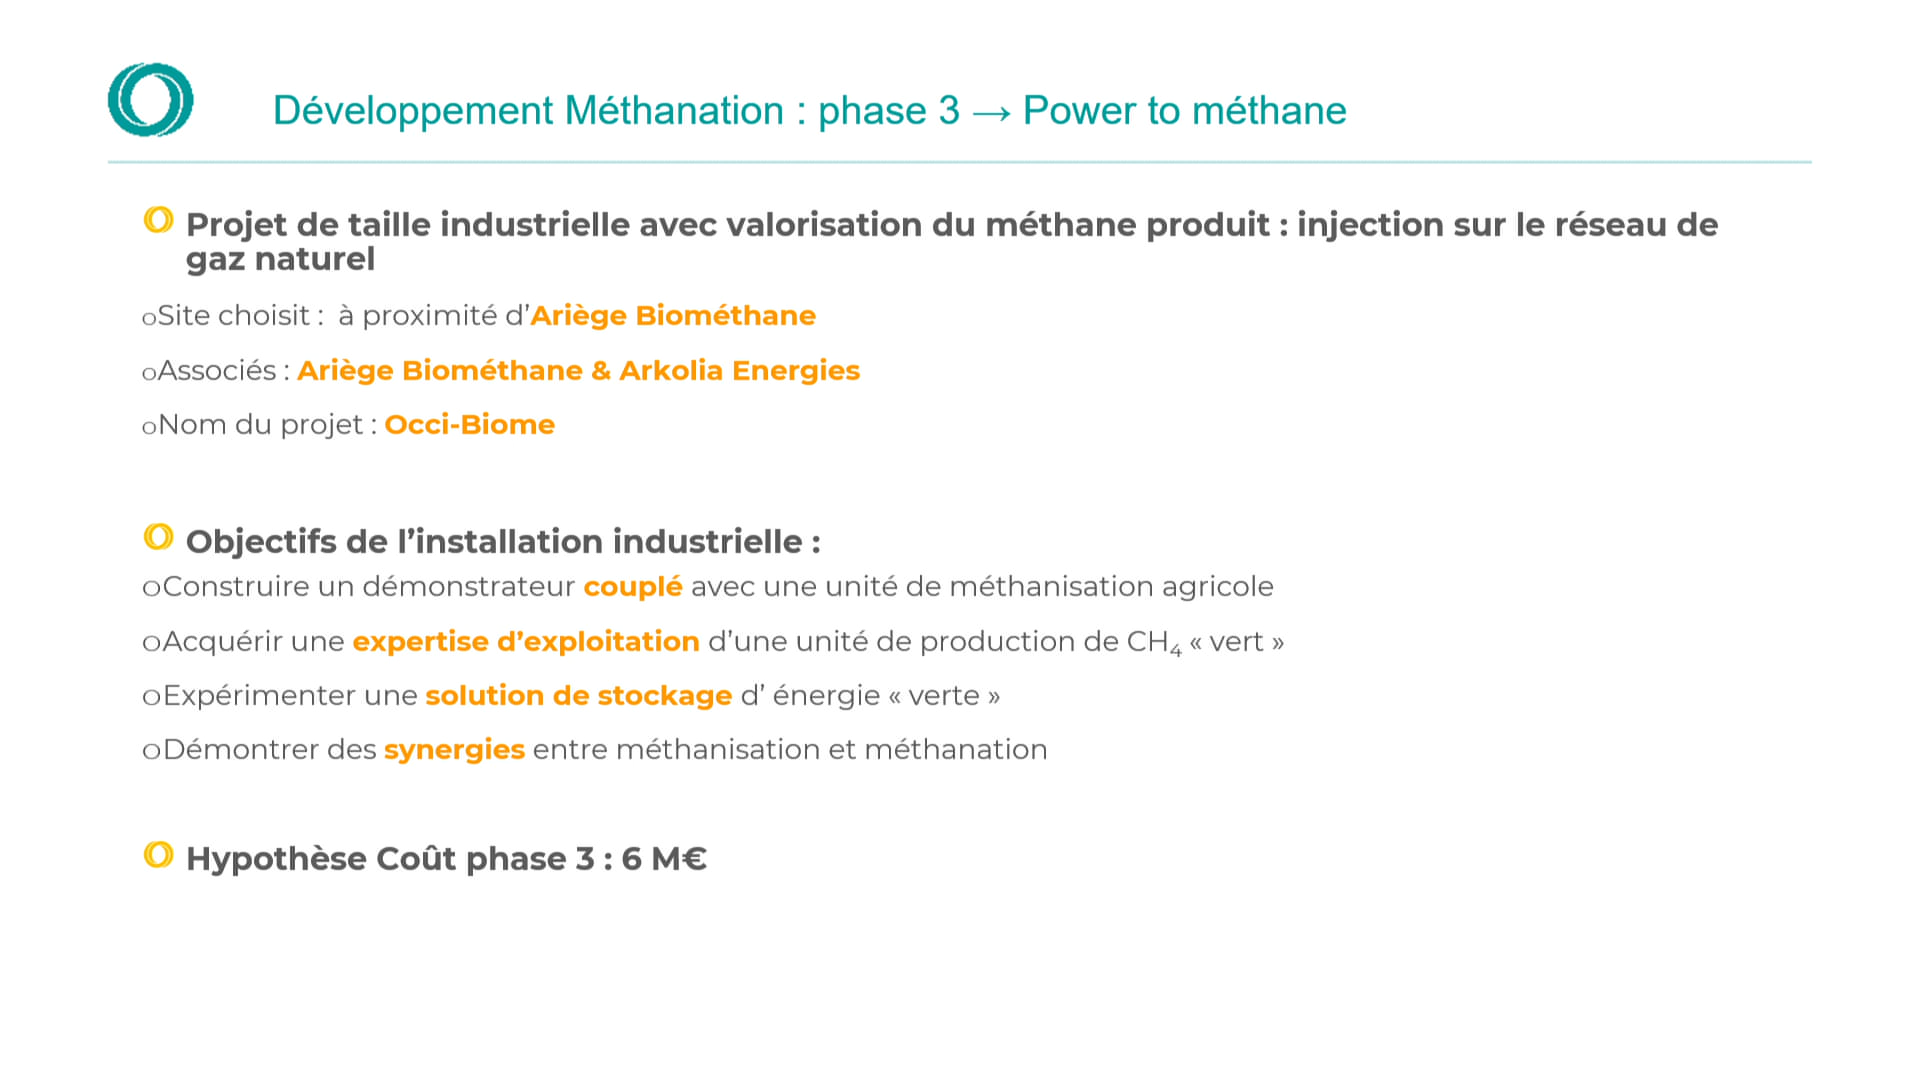 Développement Méthanation : phase 3 → Power to méthane
Projet de taille industrielle avec valorisation du méthane produit : injection sur le réseau de
gaz naturel
oSite choisit :  à proximité d’Ariège Biométhane
oAssociés : Ariège Biométhane & Arkolia Energies
oNom du projet : Occi-Biome
Objectifs de l’installation industrielle :
oConstruire un démonstrateur couplé avec une unité de méthanisation agricole
oAcquérir une expertise d’exploitation d’une unité de production de CH₄ « vert »
oExpérimenter une solution de stockage d’ énergie « verte »
oDémontrer des synergies entre méthanisation et méthanation
Hypothèse Coût phase 3 : 6 M€